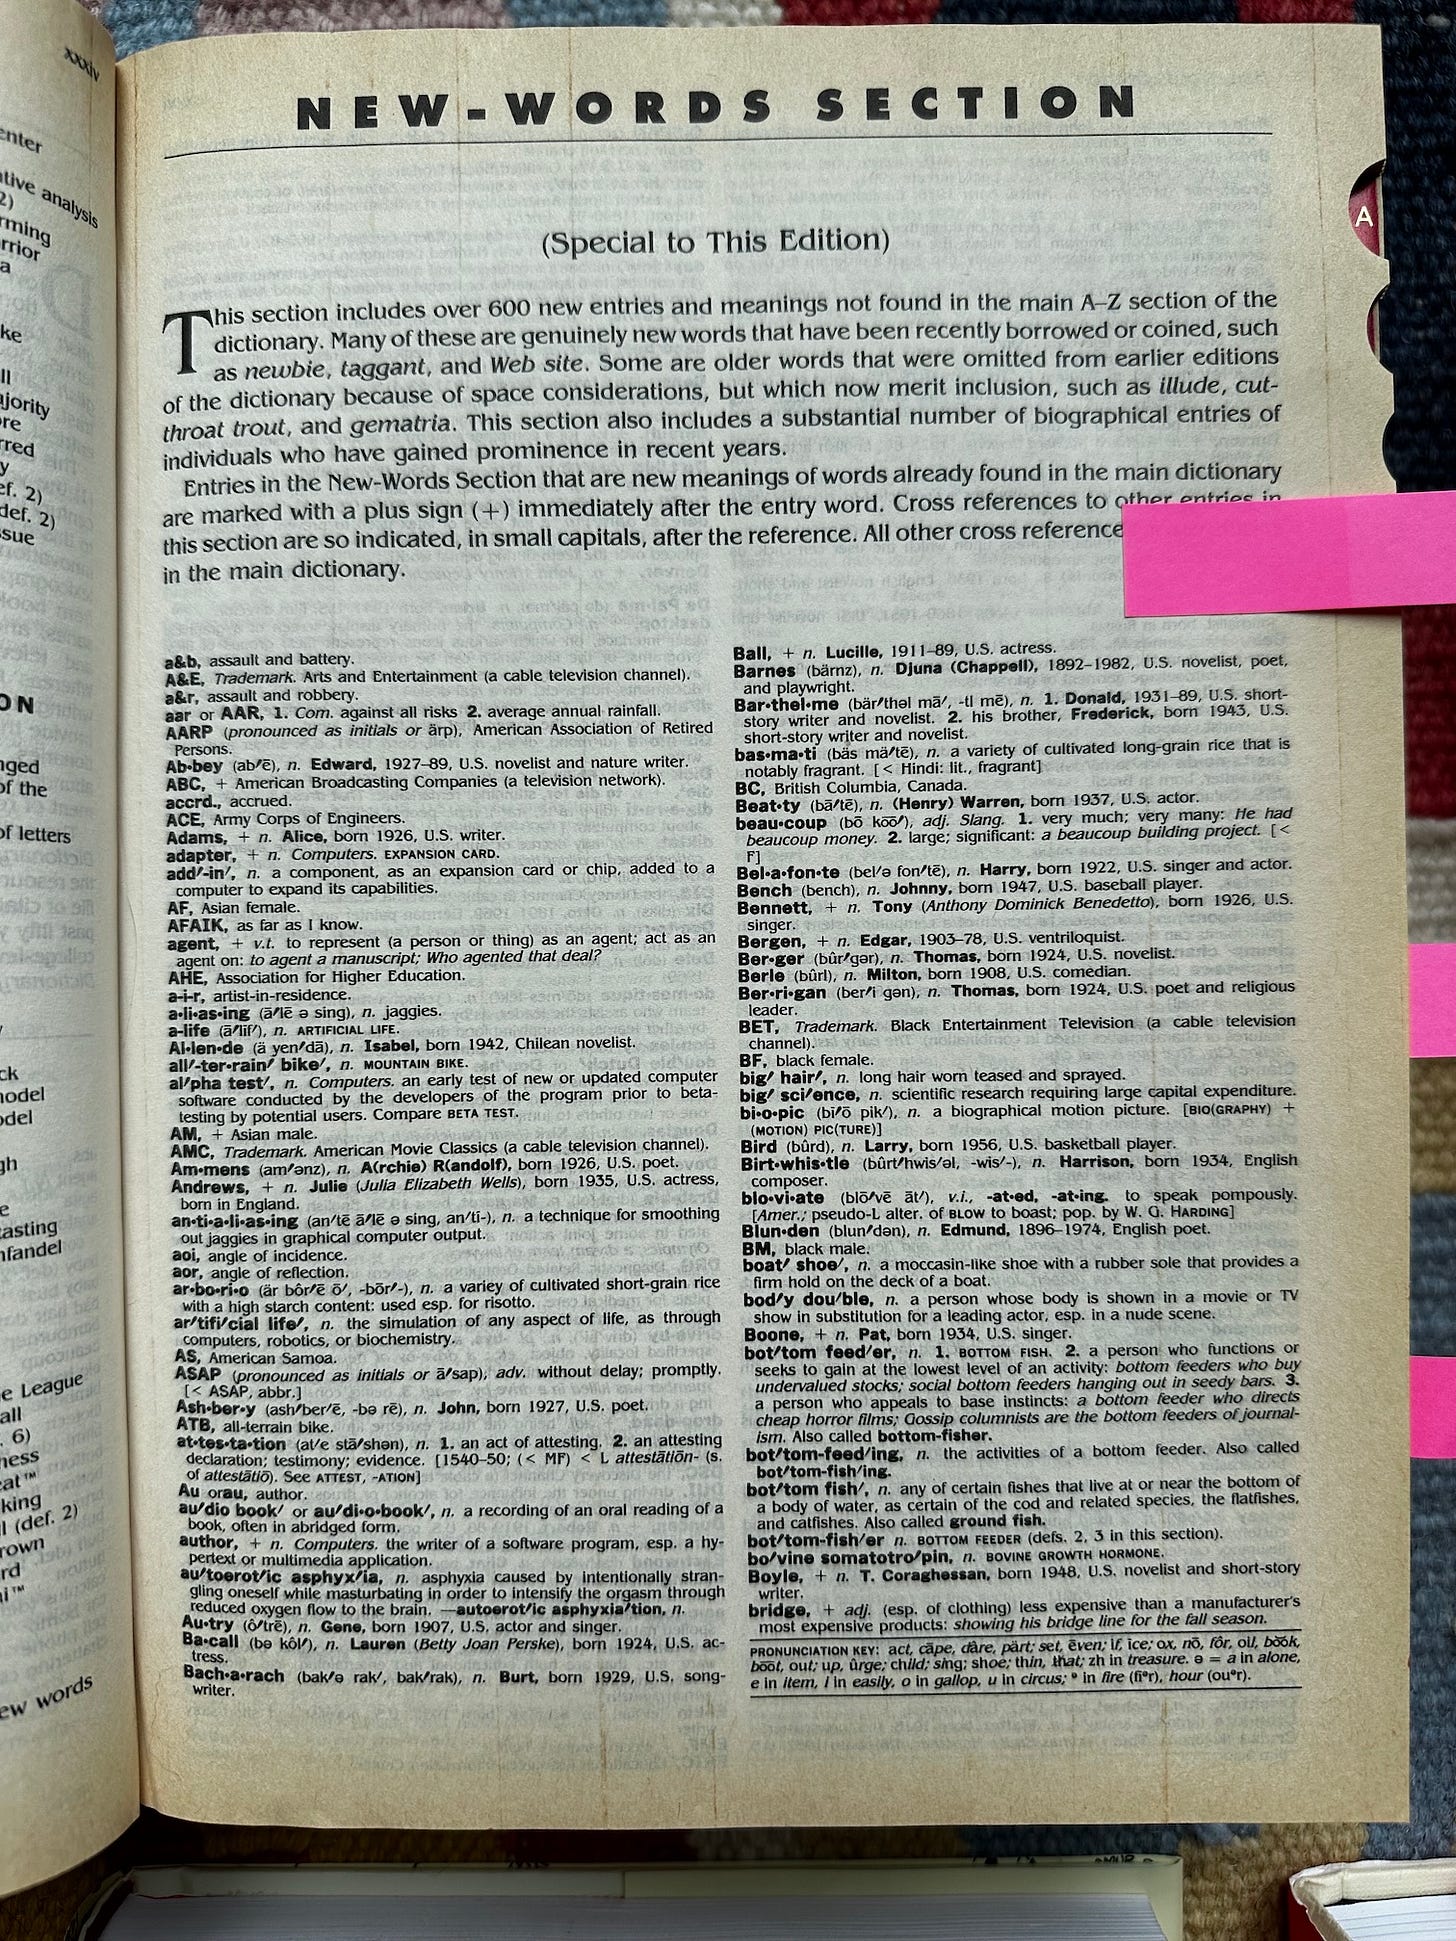 xxxiv
enter
ative analysis
2)
rming
rrior
a
ke
ll
ajority
ore
rred
y
ef. 2)
def. 2)
ssue
ON
nged
of the
of letters
ck
model
odel
gh
e
casting
nfandel
e League
all
. 6)
ness
eat™
king
ll (def. 2)
rown
rd
ni™
ew words
NEW-WORDS SECTION
A
(Special to This Edition)
This section includes over 600 new entries and meanings not found in the main A–Z section of the
dictionary. Many of these are genuinely new words that have been recently borrowed or coined, such
as newbie, taggant, and Web site. Some are older words that were omitted from earlier editions
of the dictionary because of space considerations, but which now merit inclusion, such as illude, cut-
throat trout, and gematria. This section also includes a substantial number of biographical entries of
individuals who have gained prominence in recent years.
Entries in the New-Words Section that are new meanings of words already found in the main dictionary
are marked with a plus sign (+) immediately after the entry word. Cross references to other entries in
this section are so indicated, in small capitals, after the reference. All other cross reference
in the main dictionary.
a&b, assault and battery.
A&E, Trademark. Arts and Entertainment (a cable television channel).
a&r, assault and robbery.
aar or AAR, 1. Com. against all risks 2. average annual rainfall.
AARP (pronounced as initials or ärp), American Association of Retired
Persons.
Ab•bey (ab′ē), n. Edward, 1927–89, U.S. novelist and nature writer.
ABC, + American Broadcasting Companies (a television network).
accrd., accrued.
ACE, Army Corps of Engineers.
Adams, + n. Alice, born 1926, U.S. writer.
adapter, + n. Computers. EXPANSION CARD.
add′-in′, n. a component, as an expansion card or chip, added to a
computer to expand its capabilities.
AF, Asian female.
AFAIK, as far as I know.
agent, + v.t. to represent (a person or thing) as an agent; act as an
agent on: to agent a manuscript; Who agented that deal?
AHE, Association for Higher Education.
a-i-r, artist-in-residence.
a•li•as•ing (ā′lē ə sing), n. jaggies.
a-life (ā′līf′), n. ARTIFICIAL LIFE.
Al•len•de (ä yen′dā), n. Isabel, born 1942, Chilean novelist.
all′-ter•rain′ bike′, n. MOUNTAIN BIKE.
al′pha test′, n. Computers. an early test of new or updated computer
software conducted by the developers of the program prior to beta-
testing by potential users. Compare BETA TEST.
AM, + Asian male.
AMC, Trademark. American Movie Classics (a cable television channel).
Am•mens (am′ənz), n. A(rchie) R(andolf), born 1926, U.S. poet.
Andrews, + n. Julie (Julia Elizabeth Wells), born 1935, U.S. actress,
born in England.
an•ti•a•li•as•ing (an′tē ā′lē ə sing, an′tī-), n. a technique for smoothing
out jaggies in graphical computer output.
aoi, angle of incidence.
aor, angle of reflection.
ar•bo•ri•o (är bôr′ē ō′, -bōr′-), n. a variey of cultivated short-grain rice
with a high starch content: used esp. for risotto.
ar′tifi′cial life′, n. the simulation of any aspect of life, as through
computers, robotics, or biochemistry.
AS, American Samoa.
ASAP (pronounced as initials or ā′sap), adv. without delay; promptly.
[< ASAP, abbr.]
Ash•ber•y (ash′ber′ē, -bə rē), n. John, born 1927, U.S. poet.
ATB, all-terrain bike.
at•tes•ta•tion (at′e stā′shən), n. 1. an act of attesting. 2. an attesting
declaration; testimony; evidence. [1540–50; (< MF) < L attestātiōn- (s.
of attestātiō). See ATTEST, -ATION]
Au orau, author.
au′dio book′ or au′di•o•book′, n. a recording of an oral reading of a
book, often in abridged form.
author, + n. Computers. the writer of a software program, esp. a hy-
pertext or multimedia application.
au′toerot′ic asphyx′ia, n. asphyxia caused by intentionally stran-
gling oneself while masturbating in order to intensify the orgasm through
reduced oxygen flow to the brain. —autoerot′ic asphyxia′tion, n.
Au•try (ô′trē), n. Gene, born 1907, U.S. actor and singer.
Ba•call (bə kôl′), n. Lauren (Betty Joan Perske), born 1924, U.S. ac-
tress.
Bach•a•rach (bak′ə rak′, bak′rak), n. Burt, born 1929, U.S. song-
writer.
Ball, + n. Lucille, 1911–89, U.S. actress.
Barnes (bärnz), n. Djuna (Chappell), 1892–1982, U.S. novelist, poet,
and playwright.
Bar•thel•me (bär′thəl mā′, -tl mē), n. 1. Donald, 1931–89, U.S. short-
story writer and novelist. 2. his brother, Frederick, born 1943, U.S.
short-story writer and novelist.
bas•ma•ti (bäs mä′tē), n. a variety of cultivated long-grain rice that is
notably fragrant. [< Hindi: lit., fragrant]
BC, British Columbia, Canada.
Beat•ty (bā′tē), n. (Henry) Warren, born 1937, U.S. actor.
beau•coup (bō ko͞o′), adj. Slang. 1. very much; very many: He had
beaucoup money. 2. large; significant: a beaucoup building project. [<
F]
Bel•a•fon•te (bel′ə fon′tē), n. Harry, born 1922, U.S. singer and actor.
Bench (bench), n. Johnny, born 1947, U.S. baseball player.
Bennett, + n. Tony (Anthony Dominick Benedetto), born 1926, U.S.
singer.
Bergen, + n. Edgar, 1903–78, U.S. ventriloquist.
Ber•ger (bûr′gər), n. Thomas, born 1924, U.S. novelist.
Berle (bûrl), n. Milton, born 1908, U.S. comedian.
Ber•ri•gan (ber′i gən), n. Thomas, born 1924, U.S. poet and religious
leader.
BET, Trademark. Black Entertainment Television (a cable television
channel).
BF, black female.
big′ hair′, n. long hair worn teased and sprayed.
big′ sci′ence, n. scientific research requiring large capital expenditure.
bi•o•pic (bī′ō pik′), n. a biographical motion picture. [BIO(GRAPHY) +
(MOTION) PIC(TURE)]
Bird (bûrd), n. Larry, born 1956, U.S. basketball player.
Birt•whis•tle (bûrt′hwis′əl, -wis′-), n. Harrison, born 1934, English
composer.
blo•vi•ate (blō′vē āt′), v.i., -at•ed, -at•ing. to speak pompously.
[Amer.; pseudo-L alter. of BLOW to boast; pop. by W. G. HARDING]
Blun•den (blun′dən), n. Edmund, 1896–1974, English poet.
BM, black male.
boat′ shoe′, n. a moccasin-like shoe with a rubber sole that provides a
firm hold on the deck of a boat.
bod′y dou′ble, n. a person whose body is shown in a movie or TV
show in substitution for a leading actor, esp. in a nude scene.
Boone, + n. Pat, born 1934, U.S. singer.
bot′tom feed′er, n. 1. BOTTOM FISH. 2. a person who functions or
seeks to gain at the lowest level of an activity: bottom feeders who buy
undervalued stocks; social bottom feeders hanging out in seedy bars. 3.
a person who appeals to base instincts: a bottom feeder who directs
cheap horror films; Gossip columnists are the bottom feeders of journal-
ism. Also called bottom-fisher.
bot′tom-feed′ing, n. the activities of a bottom feeder. Also called
bot′tom-fish′ing.
bot′tom fish′, n. any of certain fishes that live at or near the bottom of
a body of water, as certain of the cod and related species, the flatfishes,
and catfishes. Also called ground fish.
bot′tom-fish′er n. BOTTOM FEEDER (defs. 2, 3 in this section).
bo′vine somatotro′pin, n. BOVINE GROWTH HORMONE.
Boyle, + n. T. Coraghessan, born 1948, U.S. novelist and short-story
writer.
bridge, + adj. (esp. of clothing) less expensive than a manufacturer's
most expensive products: showing his bridge line for the fall season.
PRONUNCIATION KEY: act, cāpe, dâre, pärt; set, ēven; if, īce; ox, nō, fôr, oil, bo͝ok,
bo͞ot, out; up, ûrge; child; sing; shoe; thin, that; zh in treasure. ə = a in alone,
e in item, i in easily, o in gallop, u in circus; ᵊ in fire (fīᵊr), hour (ouᵊr).